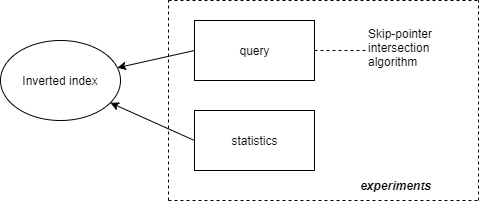 query
Skip-pointer
intersection
algorithm
Inverted index
statistics
experiments